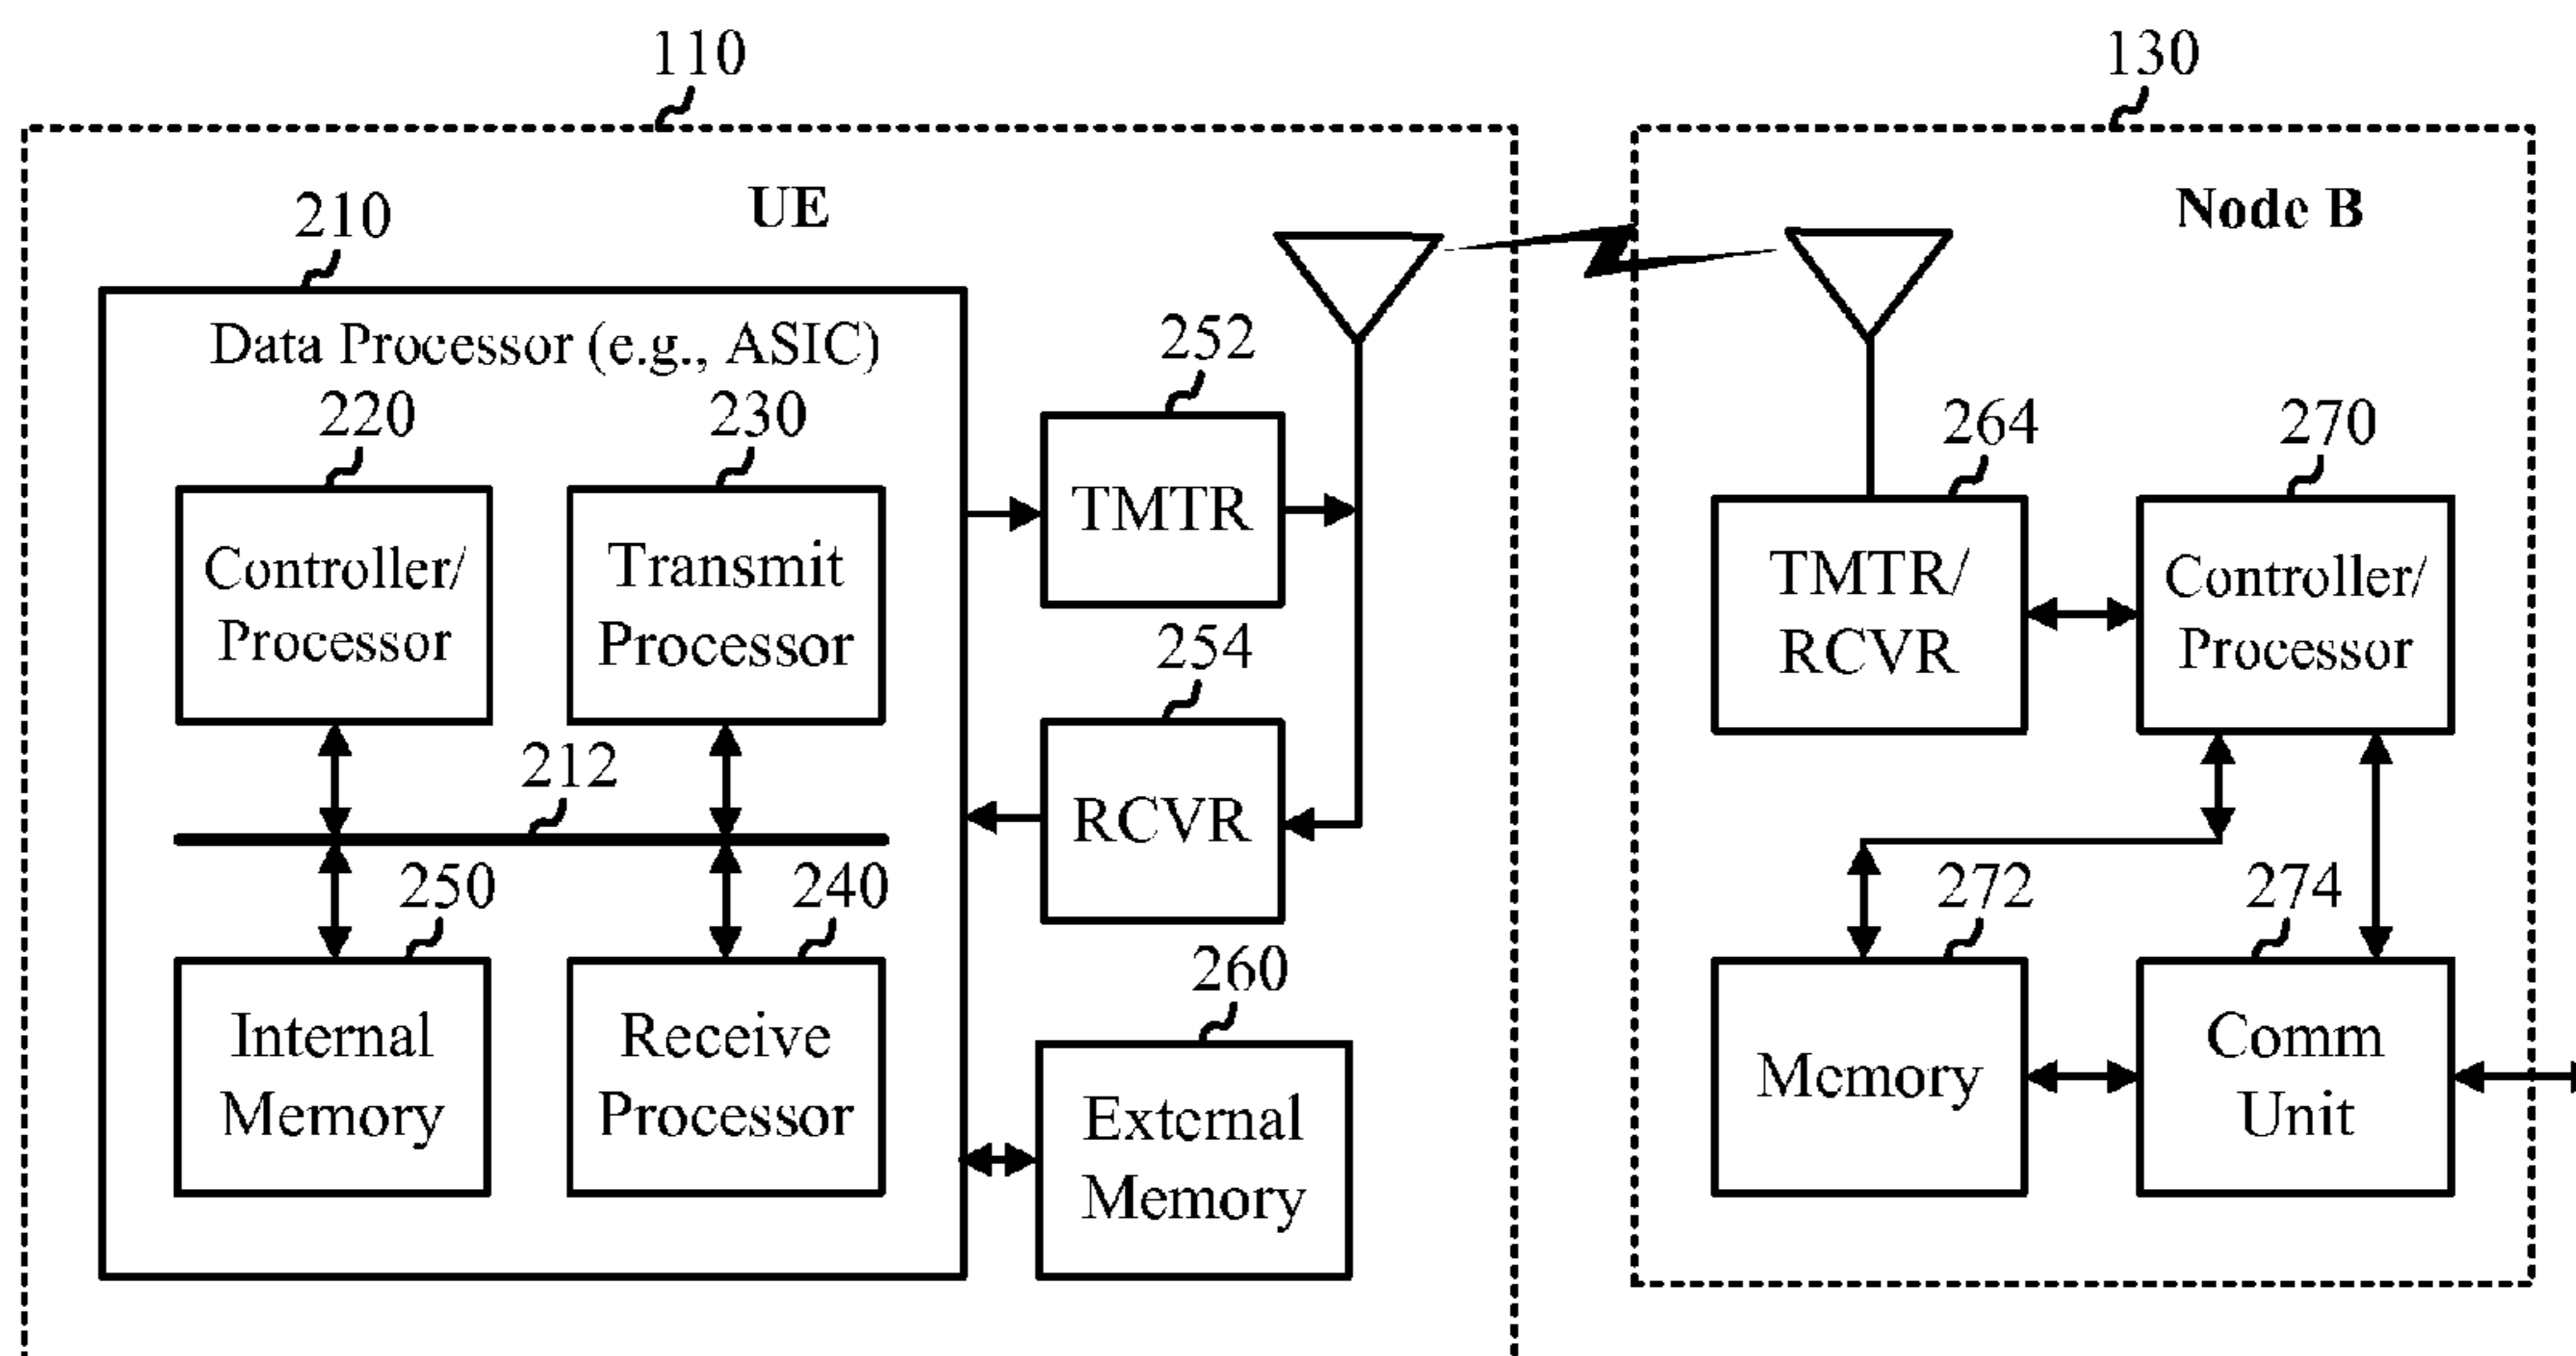 110
130
UE
Node B
210
Data Processor (e.g., ASIC)
220
230
252
264
270
Controller/
Processor
Transmit
Processor
TMTR
TMTR/
RCVR
Controller/
Processor
254
212
RCVR
250
240
272
274
260
Internal
Memory
Receive
Processor
External
Memory
Memory
Comm
Unit